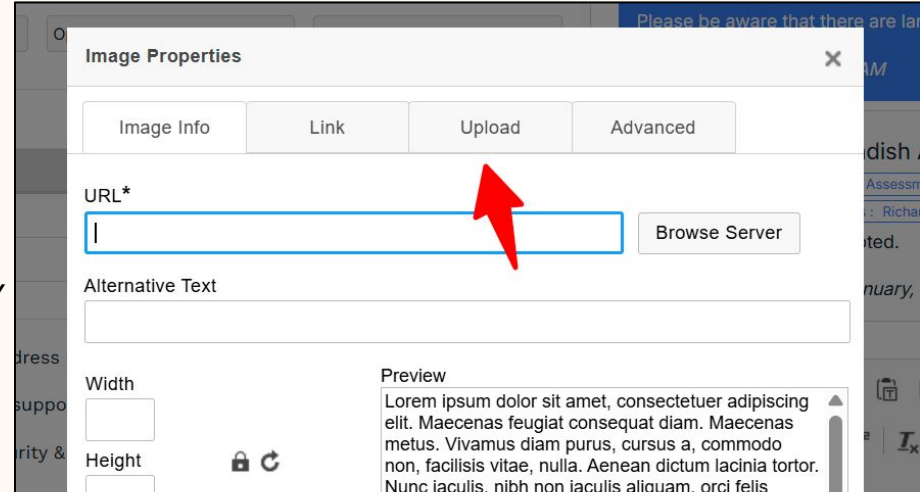 Please be aware that there are
Image Properties
AM
Image Info Link Upload Advanced
dish
URL*
Browse Server
oted.
Alternative Text
nuary,
dress
Width
Preview
suppo
Lorem ipsum dolor sit amet, consectetuer adipiscing
elit. Maecenas feugiat consequat diam. Maecenas
metus. Vivamus diam purus, cursus a, commodo
rity &
Height
non, facilisis vitae, nulla. Aenean dictum lacinia tortor.
Nunc iaculis, nibh non iaculis aliquam, orci felis